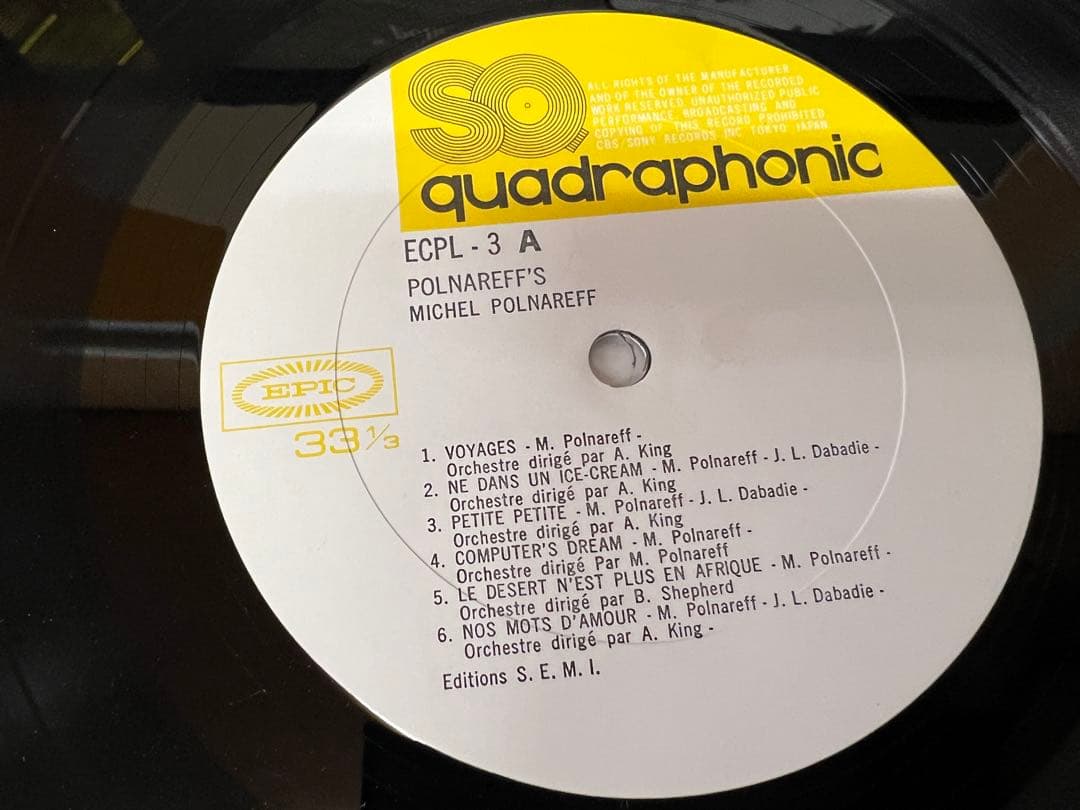 SQ
ALL RIGHTS OF THE MANUFACTURER
AND OF THE OWNER OF THE RECORDED
WORK RESERVED. UNAUTHORIZED PUBLIC
PERFORMANCE, BROADCASTING AND
COPYING OF THIS RECORD PROHIBITED
CBS/SONY RECORDS INC TOKYO JAPAN
quadraphonic
ECPL - 3 A
POLNAREFF'S
MICHEL POLNAREFF
EPIC
33 1/3
1. VOYAGES - M. Polnareff -
Orchestre dirigé par A. King
2. NE DANS UN ICE-CREAM - M. Polnareff - J. L. Dabadie -
Orchestre dirigé par A. King
3. PETITE PETITE - M. Polnareff - J. L. Dabadie -
Orchestre dirigé par A. King
4. COMPUTER'S DREAM - M. Polnareff -
Orchestre dirigé Par M. Polnareff
5. LE DESERT N'EST PLUS EN AFRIQUE - M. Polnareff -
Orchestre dirigé par B. Shepherd
6. NOS MOTS D'AMOUR - M. Polnareff - J. L. Dabadie -
Orchestre dirigé par A. King -
Editions S. E. M. I.